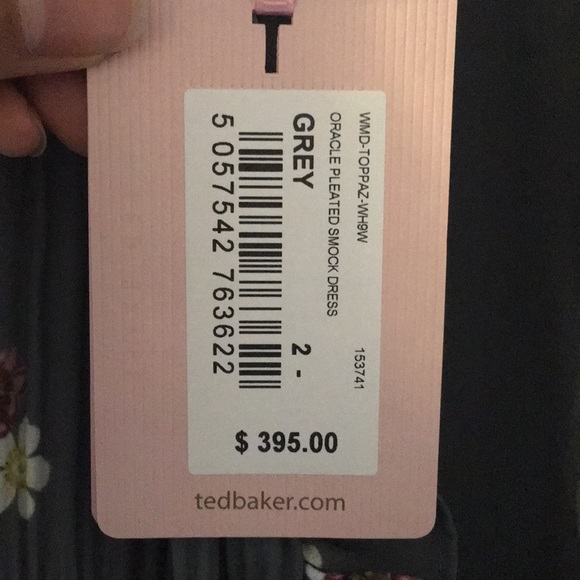 T
WMD-TOPPAZ-WH9W 153741
ORACLE PLEATED SMOCK DRESS
GREY 2 -
5 057542 763622
$ 395.00
tedbaker.com